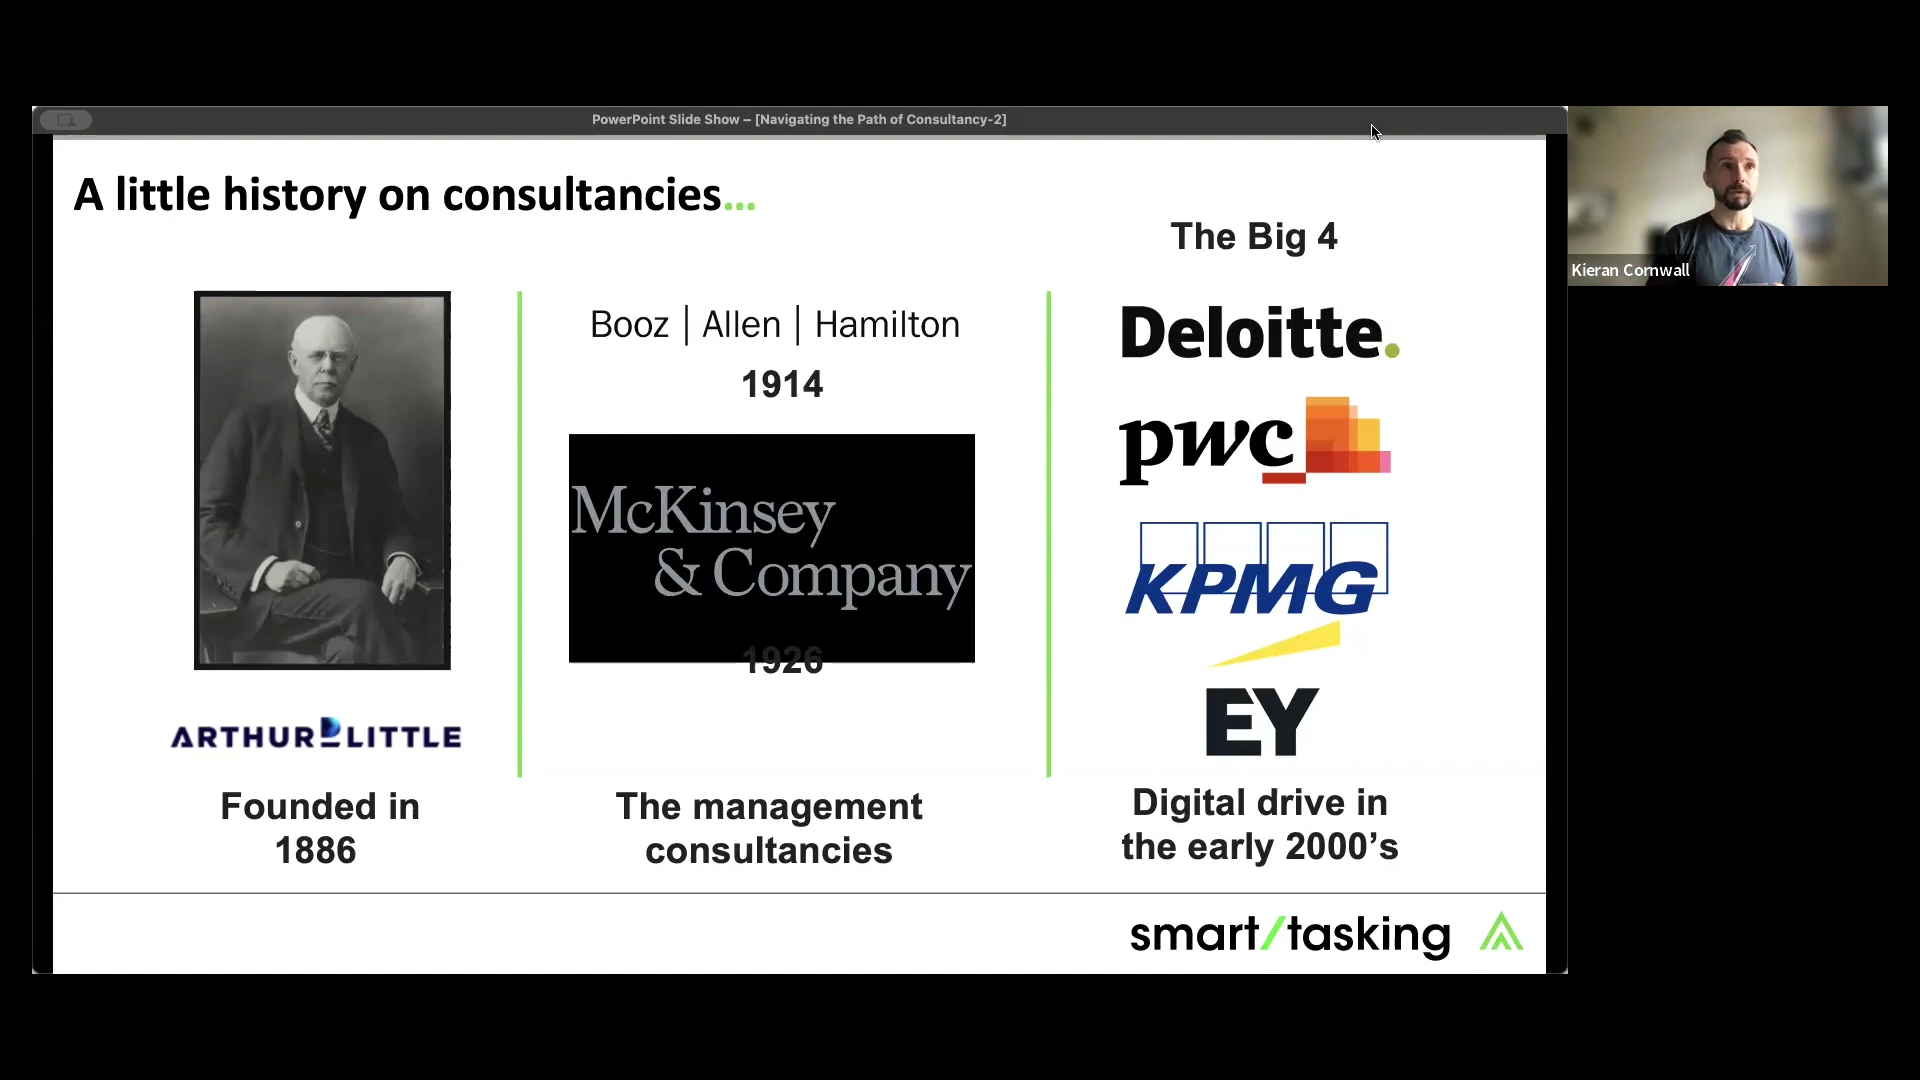 PowerPoint Slide Show – [Navigating the Path of Consultancy-2]
A little history on consultancies...
ARTHUR D LITTLE
Founded in
1886
Booz | Allen | Hamilton
1914
McKinsey
& Company
1926
The management
consultancies
The Big 4
Deloitte.
pwc
KPMG
EY
Digital drive in
the early 2000’s
smart/tasking
Kieran Cornwall